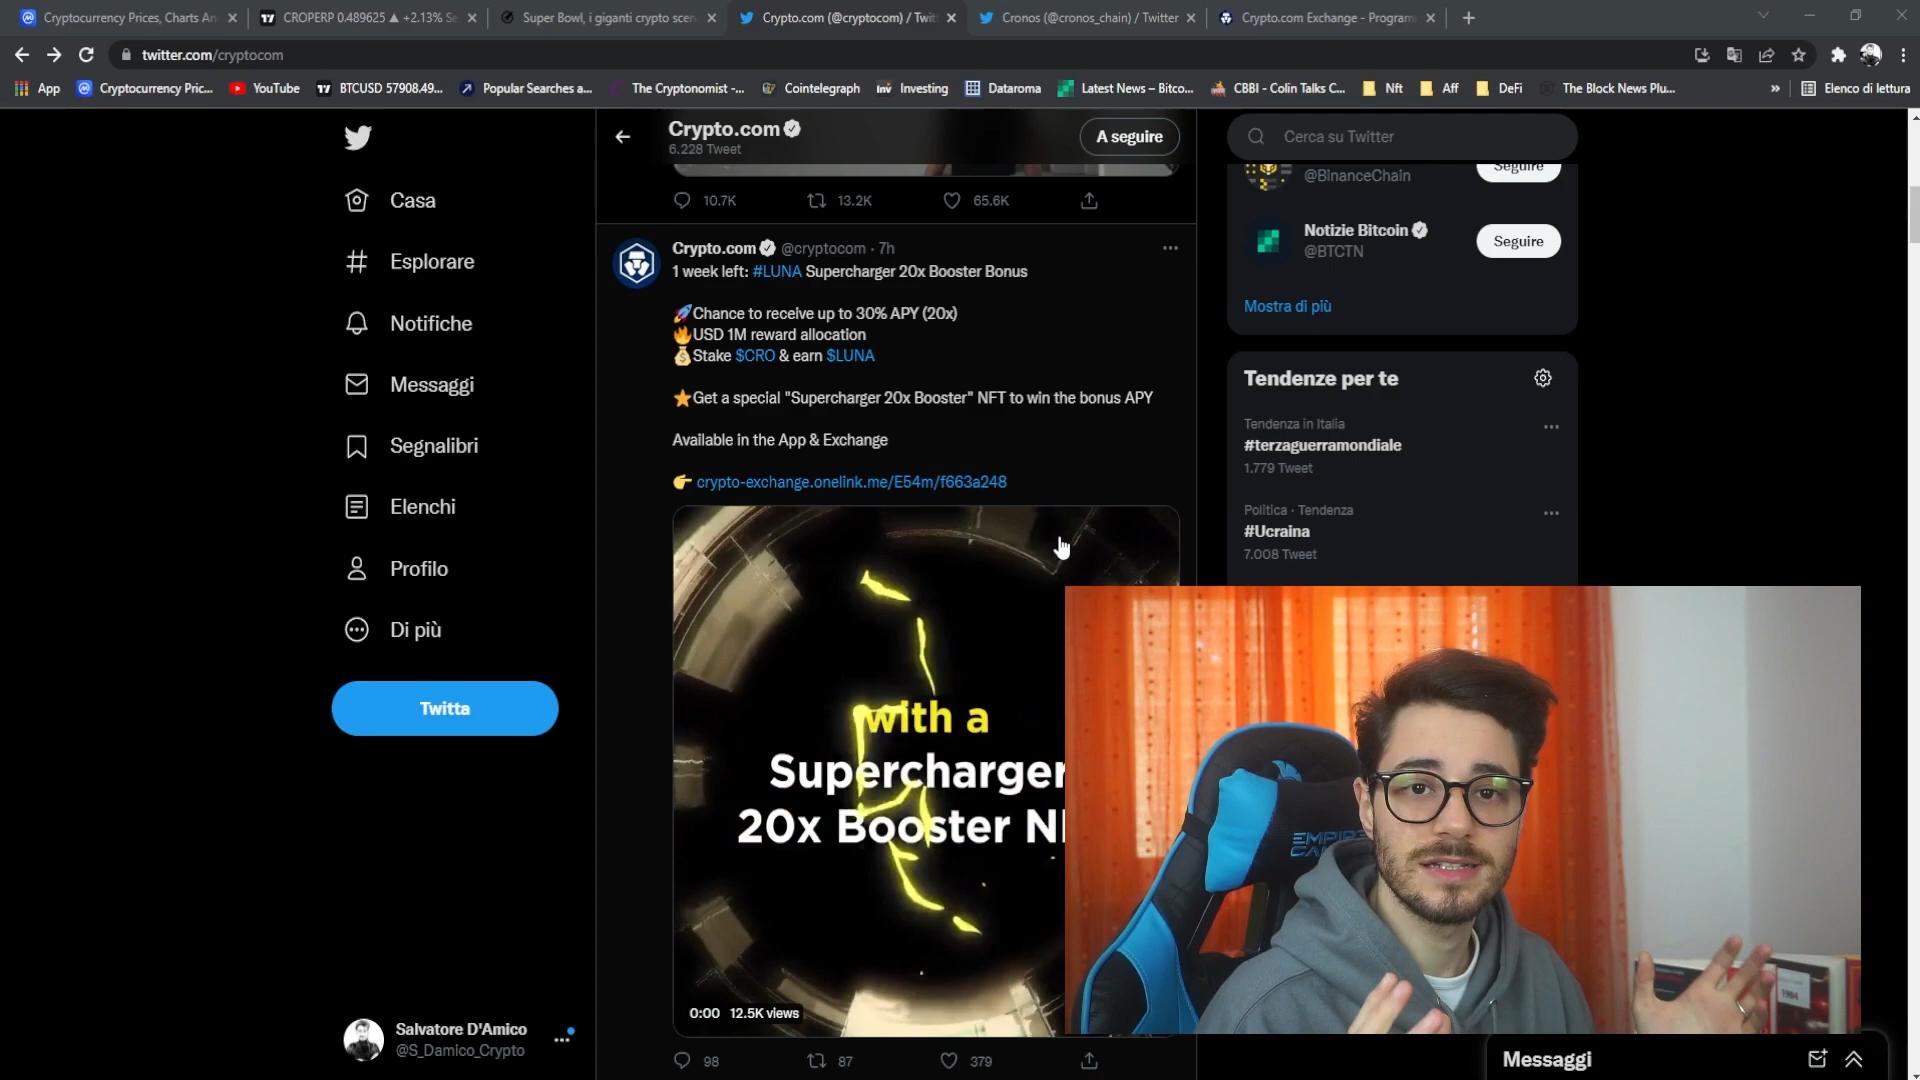 Cryptocurrency Prices, Charts An
CROPERP 0.489625 ▲ +2.13% Se
Super Bowl, i giganti crypto scen
Crypto.com (@cryptocom) / Twit
Cronos (@cronos_chain) / Twitter
Crypto.com Exchange - Program
twitter.com/cryptocom
App
Cryptocurrency Pric...
YouTube
BTCUSD 57908.49...
Popular Searches a...
The Cryptonomist -...
Cointelegraph
Inv Investing
Dataroma
Latest News – Bitco...
CBBI - Colin Talks C...
Nft
Aff
DeFi
The Block News Plu...
»
Elenco di lettura
Casa
Esplorare
Notifiche
Messaggi
Segnalibri
Elenchi
Profilo
Di più
Twitta
Salvatore D'Amico
@S_Damico_Crypto
Crypto.com
6.228 Tweet
A seguire
10.7K 13.2K 65.6K
Crypto.com @cryptocom · 7h
1 week left: #LUNA Supercharger 20x Booster Bonus
🚀Chance to receive up to 30% APY (20x)
🔥USD 1M reward allocation
💰Stake $CRO & earn $LUNA
⭐Get a special "Supercharger 20x Booster" NFT to win the bonus APY
Available in the App & Exchange
👉 crypto-exchange.onelink.me/E54m/f663a248
with a
Supercharger
20x Booster
0:00 12.5K views
98 87 379
Cerca su Twitter
@BinanceChain
Seguire
Notizie Bitcoin
@BTCTN
Seguire
Mostra di più
Tendenze per te
Tendenza in Italia
#terzaguerramondiale
1.779 Tweet
Politica · Tendenza
#Ucraina
7.008 Tweet
EMPIRE
1984
Messaggi